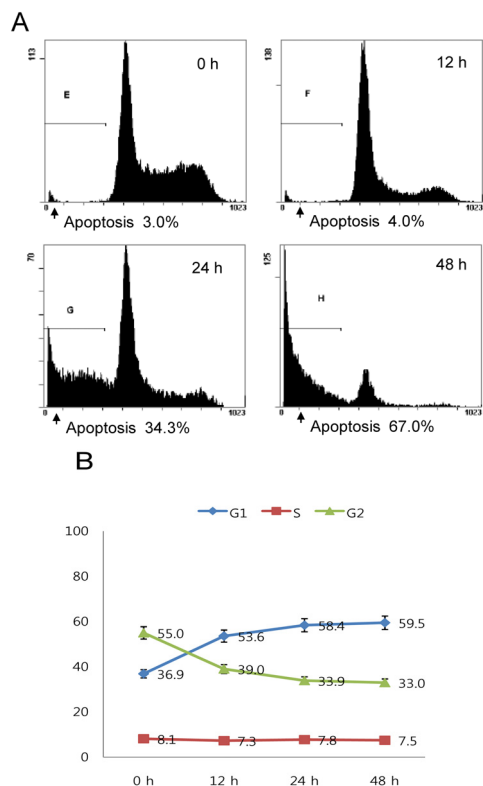 A
113
E
0 h
0
1023
Apoptosis 3.0%
138
F
12 h
0
1023
Apoptosis 4.0%
70
G
24 h
0
1023
Apoptosis 34.3%
125
H
48 h
0
1023
Apoptosis 67.0%
B
G1 S G2
100
80
60
40
20
0
55.0
36.9
8.1
53.6
39.0
7.3
58.4
33.9
7.8
59.5
33.0
7.5
0 h 12 h 24 h 48 h